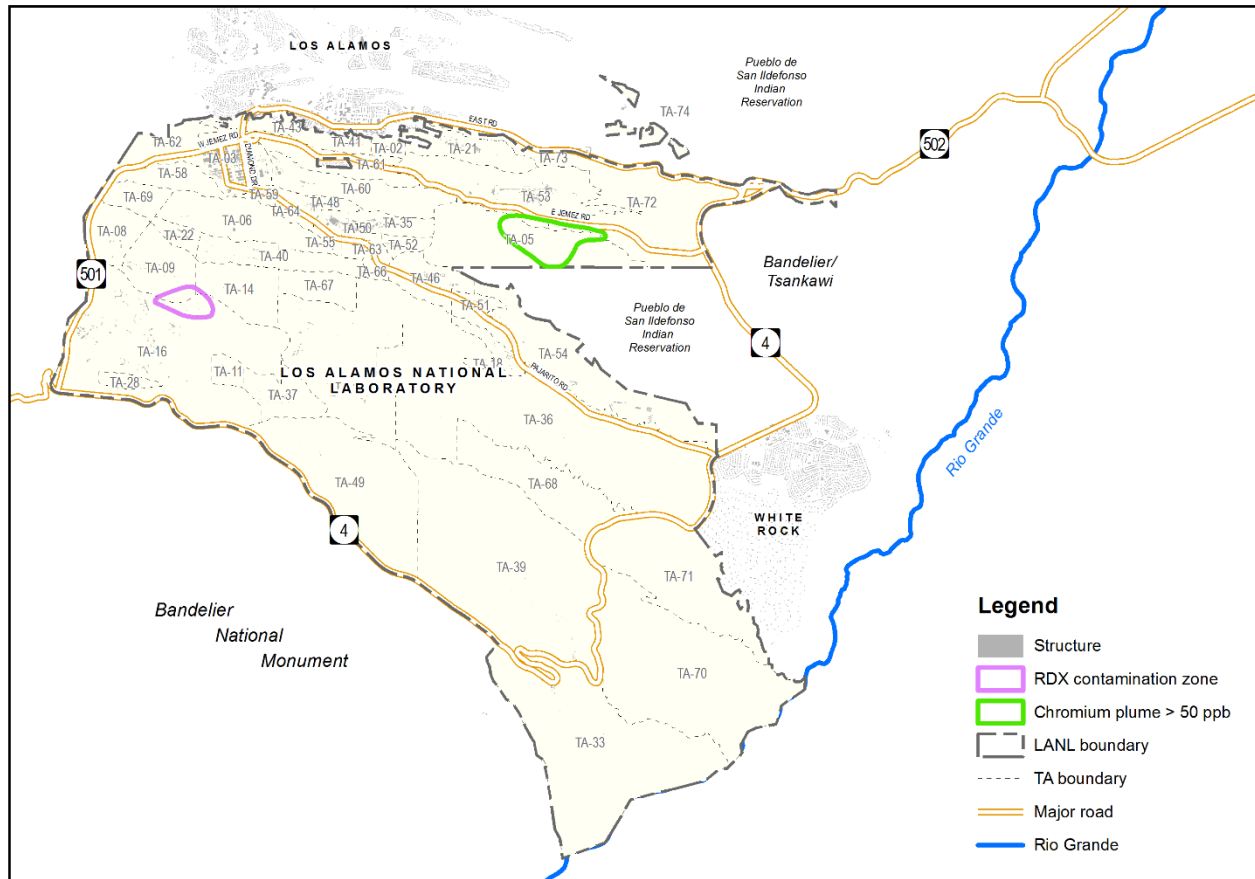 LOS ALAMOS
Pueblo de
San Ildefonso
Indian
Reservation
TA-74
502
EAST RD
TA-43
TA-62
W JEMEZ RD
TA-03
DIAMOND DR
TA-41
TA-02
TA-21
TA-73
TA-61
TA-58
TA-60
TA-53
TA-72
TA-69
TA-59
TA-48
TA-64
E JEMEZ RD
TA-06
TA-35
TA-50
TA-05
TA-08
TA-22
TA-55
TA-63
TA-52
TA-40
TA-66
TA-46
501
TA-09
TA-14
TA-67
TA-51
Bandelier/
Tsankawi
Pueblo de
San Ildefonso
Indian
Reservation
4
TA-16
TA-54
TA-18
TA-11
TA-28
TA-37
LOS ALAMOS NATIONAL
LABORATORY
PAJARITO RD
TA-36
Rio Grande
TA-49
TA-68
4
WHITE
ROCK
TA-39
TA-71
Bandelier
National
Monument
TA-70
TA-33
Legend
Structure
RDX contamination zone
Chromium plume > 50 ppb
LANL boundary
TA boundary
Major road
Rio Grande